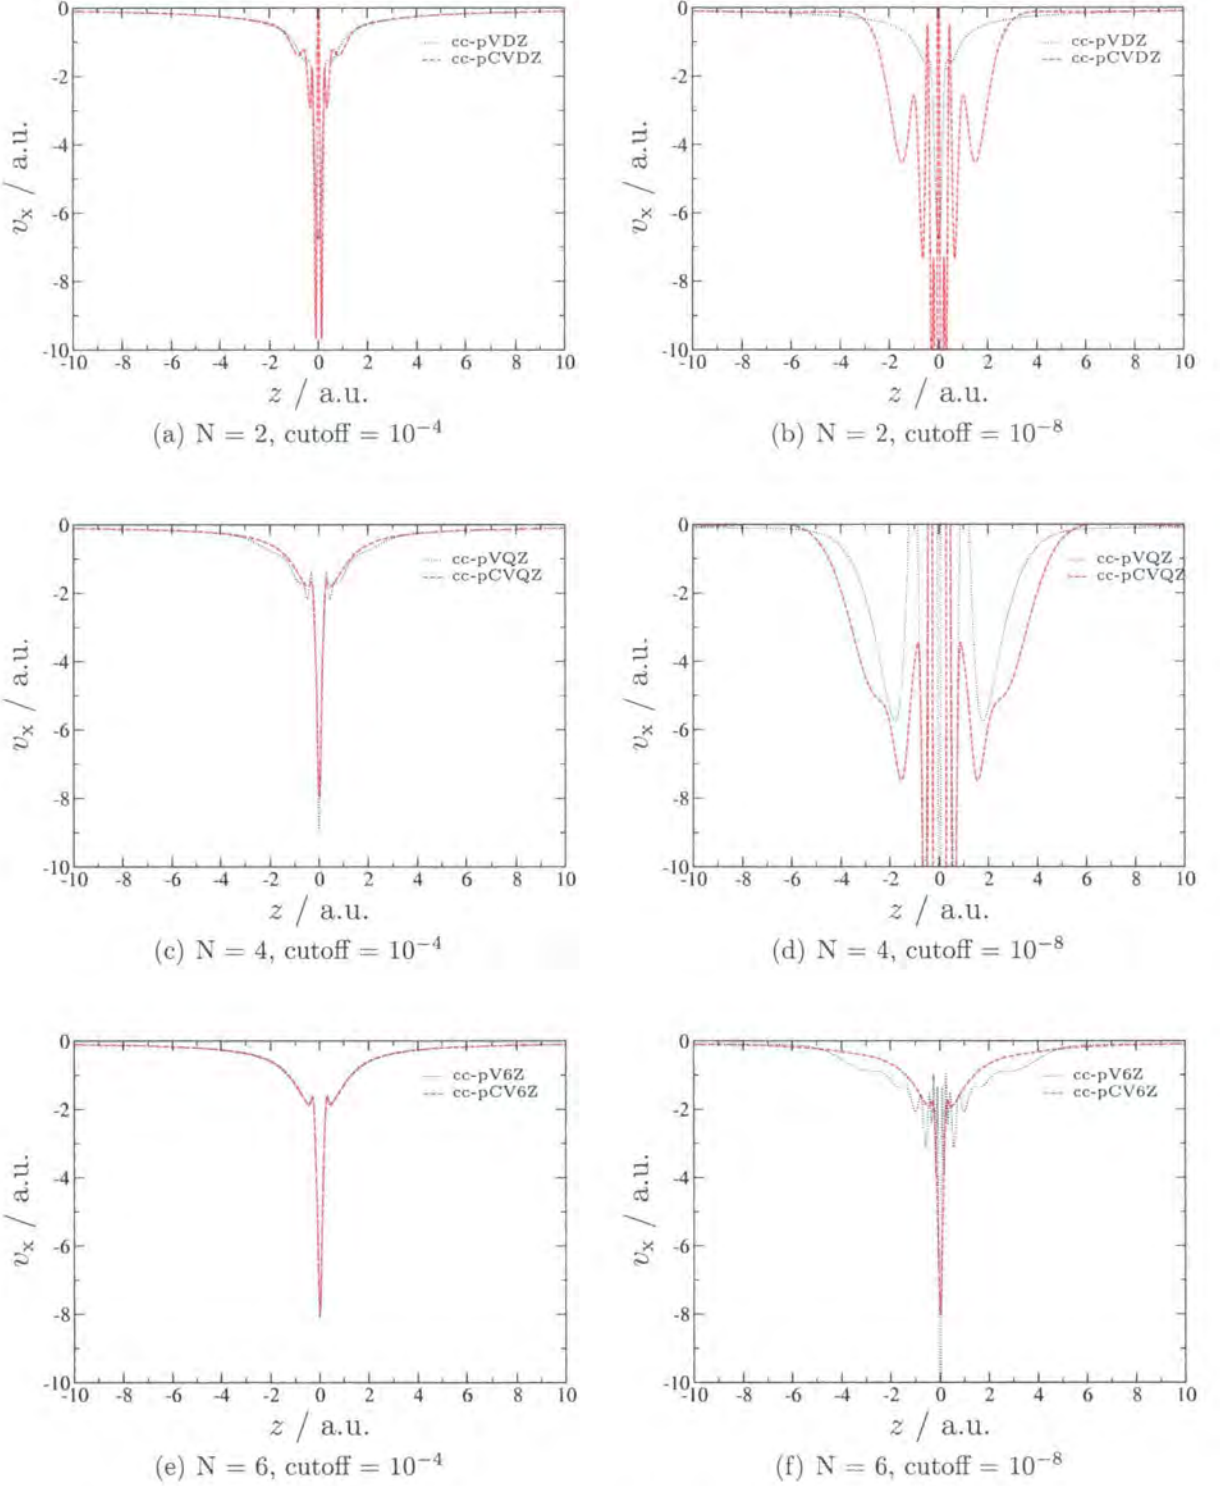 0
-2
-4
-6
-8
-10
v_x / a.u.
cc-pVDZ
cc-pCVDZ
-10 -8 -6 -4 -2 0 2 4 6 8 10
z / a.u.
(a) N = 2, cutoff = 10⁻⁴
0
-2
-4
-6
-8
-10
v_x / a.u.
cc-pVDZ
cc-pCVDZ
-10 -8 -6 -4 -2 0 2 4 6 8 10
z / a.u.
(b) N = 2, cutoff = 10⁻⁸
0
-2
-4
-6
-8
-10
v_x / a.u.
cc-pVQZ
cc-pCVQZ
-10 -8 -6 -4 -2 0 2 4 6 8 10
z / a.u.
(c) N = 4, cutoff = 10⁻⁴
0
-2
-4
-6
-8
-10
v_x / a.u.
cc-pVQZ
cc-pCVQZ
-10 -8 -6 -4 -2 0 2 4 6 8 10
z / a.u.
(d) N = 4, cutoff = 10⁻⁸
0
-2
-4
-6
-8
-10
v_x / a.u.
cc-pV6Z
cc-pCV6Z
-10 -8 -6 -4 -2 0 2 4 6 8 10
z / a.u.
(e) N = 6, cutoff = 10⁻⁴
0
-2
-4
-6
-8
-10
v_x / a.u.
cc-pV6Z
cc-pCV6Z
-10 -8 -6 -4 -2 0 2 4 6 8 10
z / a.u.
(f) N = 6, cutoff = 10⁻⁸